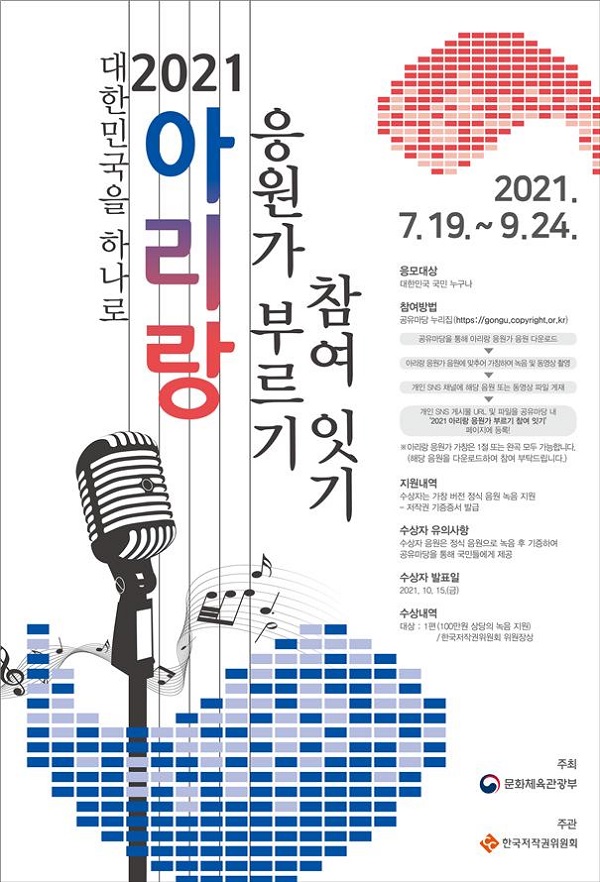 대한민국을 하나로
2021
아리랑
응원가 부르기
참여 잇기
2021.
7. 19. ~ 9. 24.
응모대상
대한민국 국민 누구나
참여방법
공유마당 누리집(https://gongu.copyright.or.kr)
공유마당을 통해 아리랑 응원가 음원 다운로드
아리랑 응원가 음원에 맞추어 가창하여 녹음 및 동영상 촬영
개인 SNS 채널에 해당 음원 또는 동영상 파일 게재
개인 SNS 게시물 URL 및 파일을 공유마당 내
'2021 아리랑 응원가 부르기 참여 잇기'
페이지에 등록!
※아리랑 응원가 가창은 1절 또는 완곡 모두 가능합니다.
(해당 음원을 다운로드하여 참여 부탁드립니다.)
지원내역
수상자는 가창 버전 정식 음원 녹음 지원
- 저작권 기증증서 발급
수상자 유의사항
수상자 음원은 정식 음원으로 녹음 후 기증하여
공유마당을 통해 국민들에게 제공
수상자 발표일
2021. 10. 15.(금)
수상내역
대상 : 1편(100만원 상당의 녹음 지원)
/ 한국저작권위원회 위원장상
주최
문화체육관광부
주관
한국저작권위원회